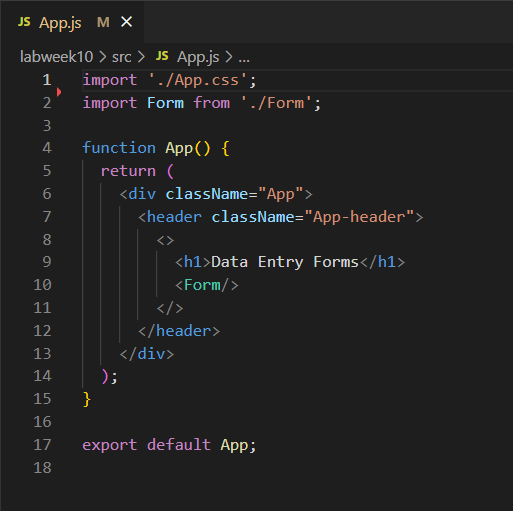 JS App.js M ×
labweek10 > src > JS App.js > ...
1 import './App.css';
2 import Form from './Form';
3
4 function App() {
5   return (
6     <div className="App">
7       <header className="App-header">
8         <>
9           <h1>Data Entry Forms</h1>
10           <Form/>
11         </>
12       </header>
13     </div>
14   );
15 }
16
17 export default App;
18